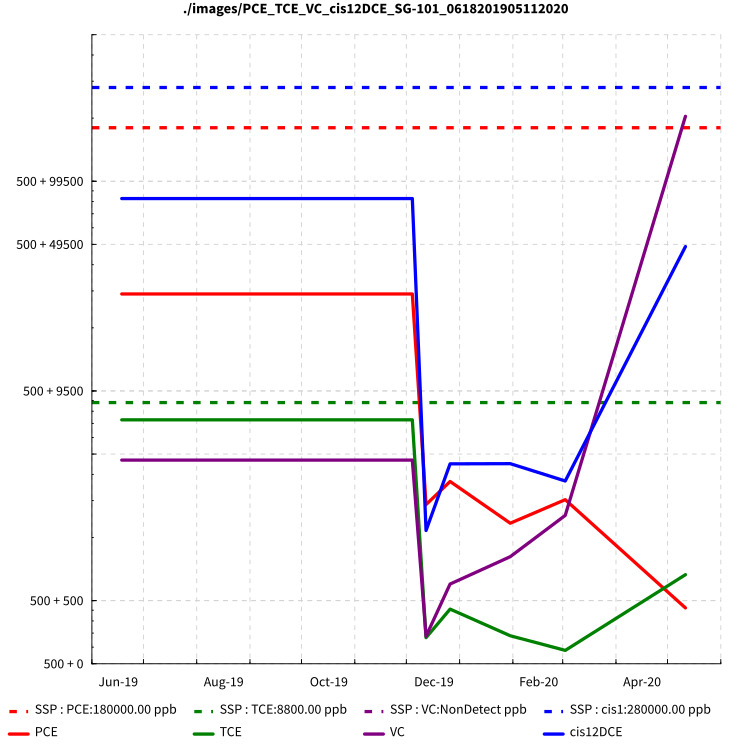 ./images/PCE_TCE_VC_cis12DCE_SG-101_0618201905112020
500 + 99500
500 + 49500
500 + 9500
500 + 500
500 + 0
Jun-19 Aug-19 Oct-19 Dec-19 Feb-20 Apr-20
SSP : PCE:180000.00 ppb SSP : TCE:8800.00 ppb SSP : VC:NonDetect ppb SSP : cis1:280000.00 ppb
PCE TCE VC cis12DCE